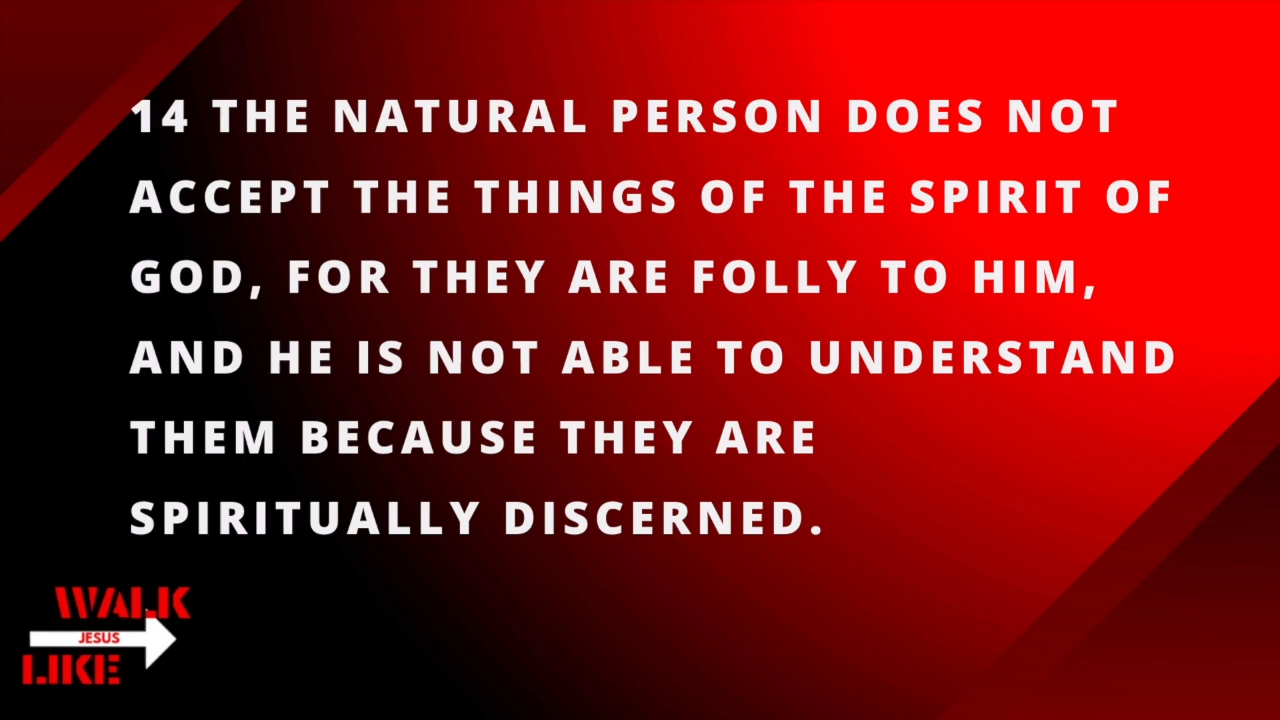 14 THE NATURAL PERSON DOES NOT
ACCEPT THE THINGS OF THE SPIRIT OF
GOD, FOR THEY ARE FOLLY TO HIM,
AND HE IS NOT ABLE TO UNDERSTAND
THEM BECAUSE THEY ARE
SPIRITUALLY DISCERNED.
WALK
JESUS
LIKE